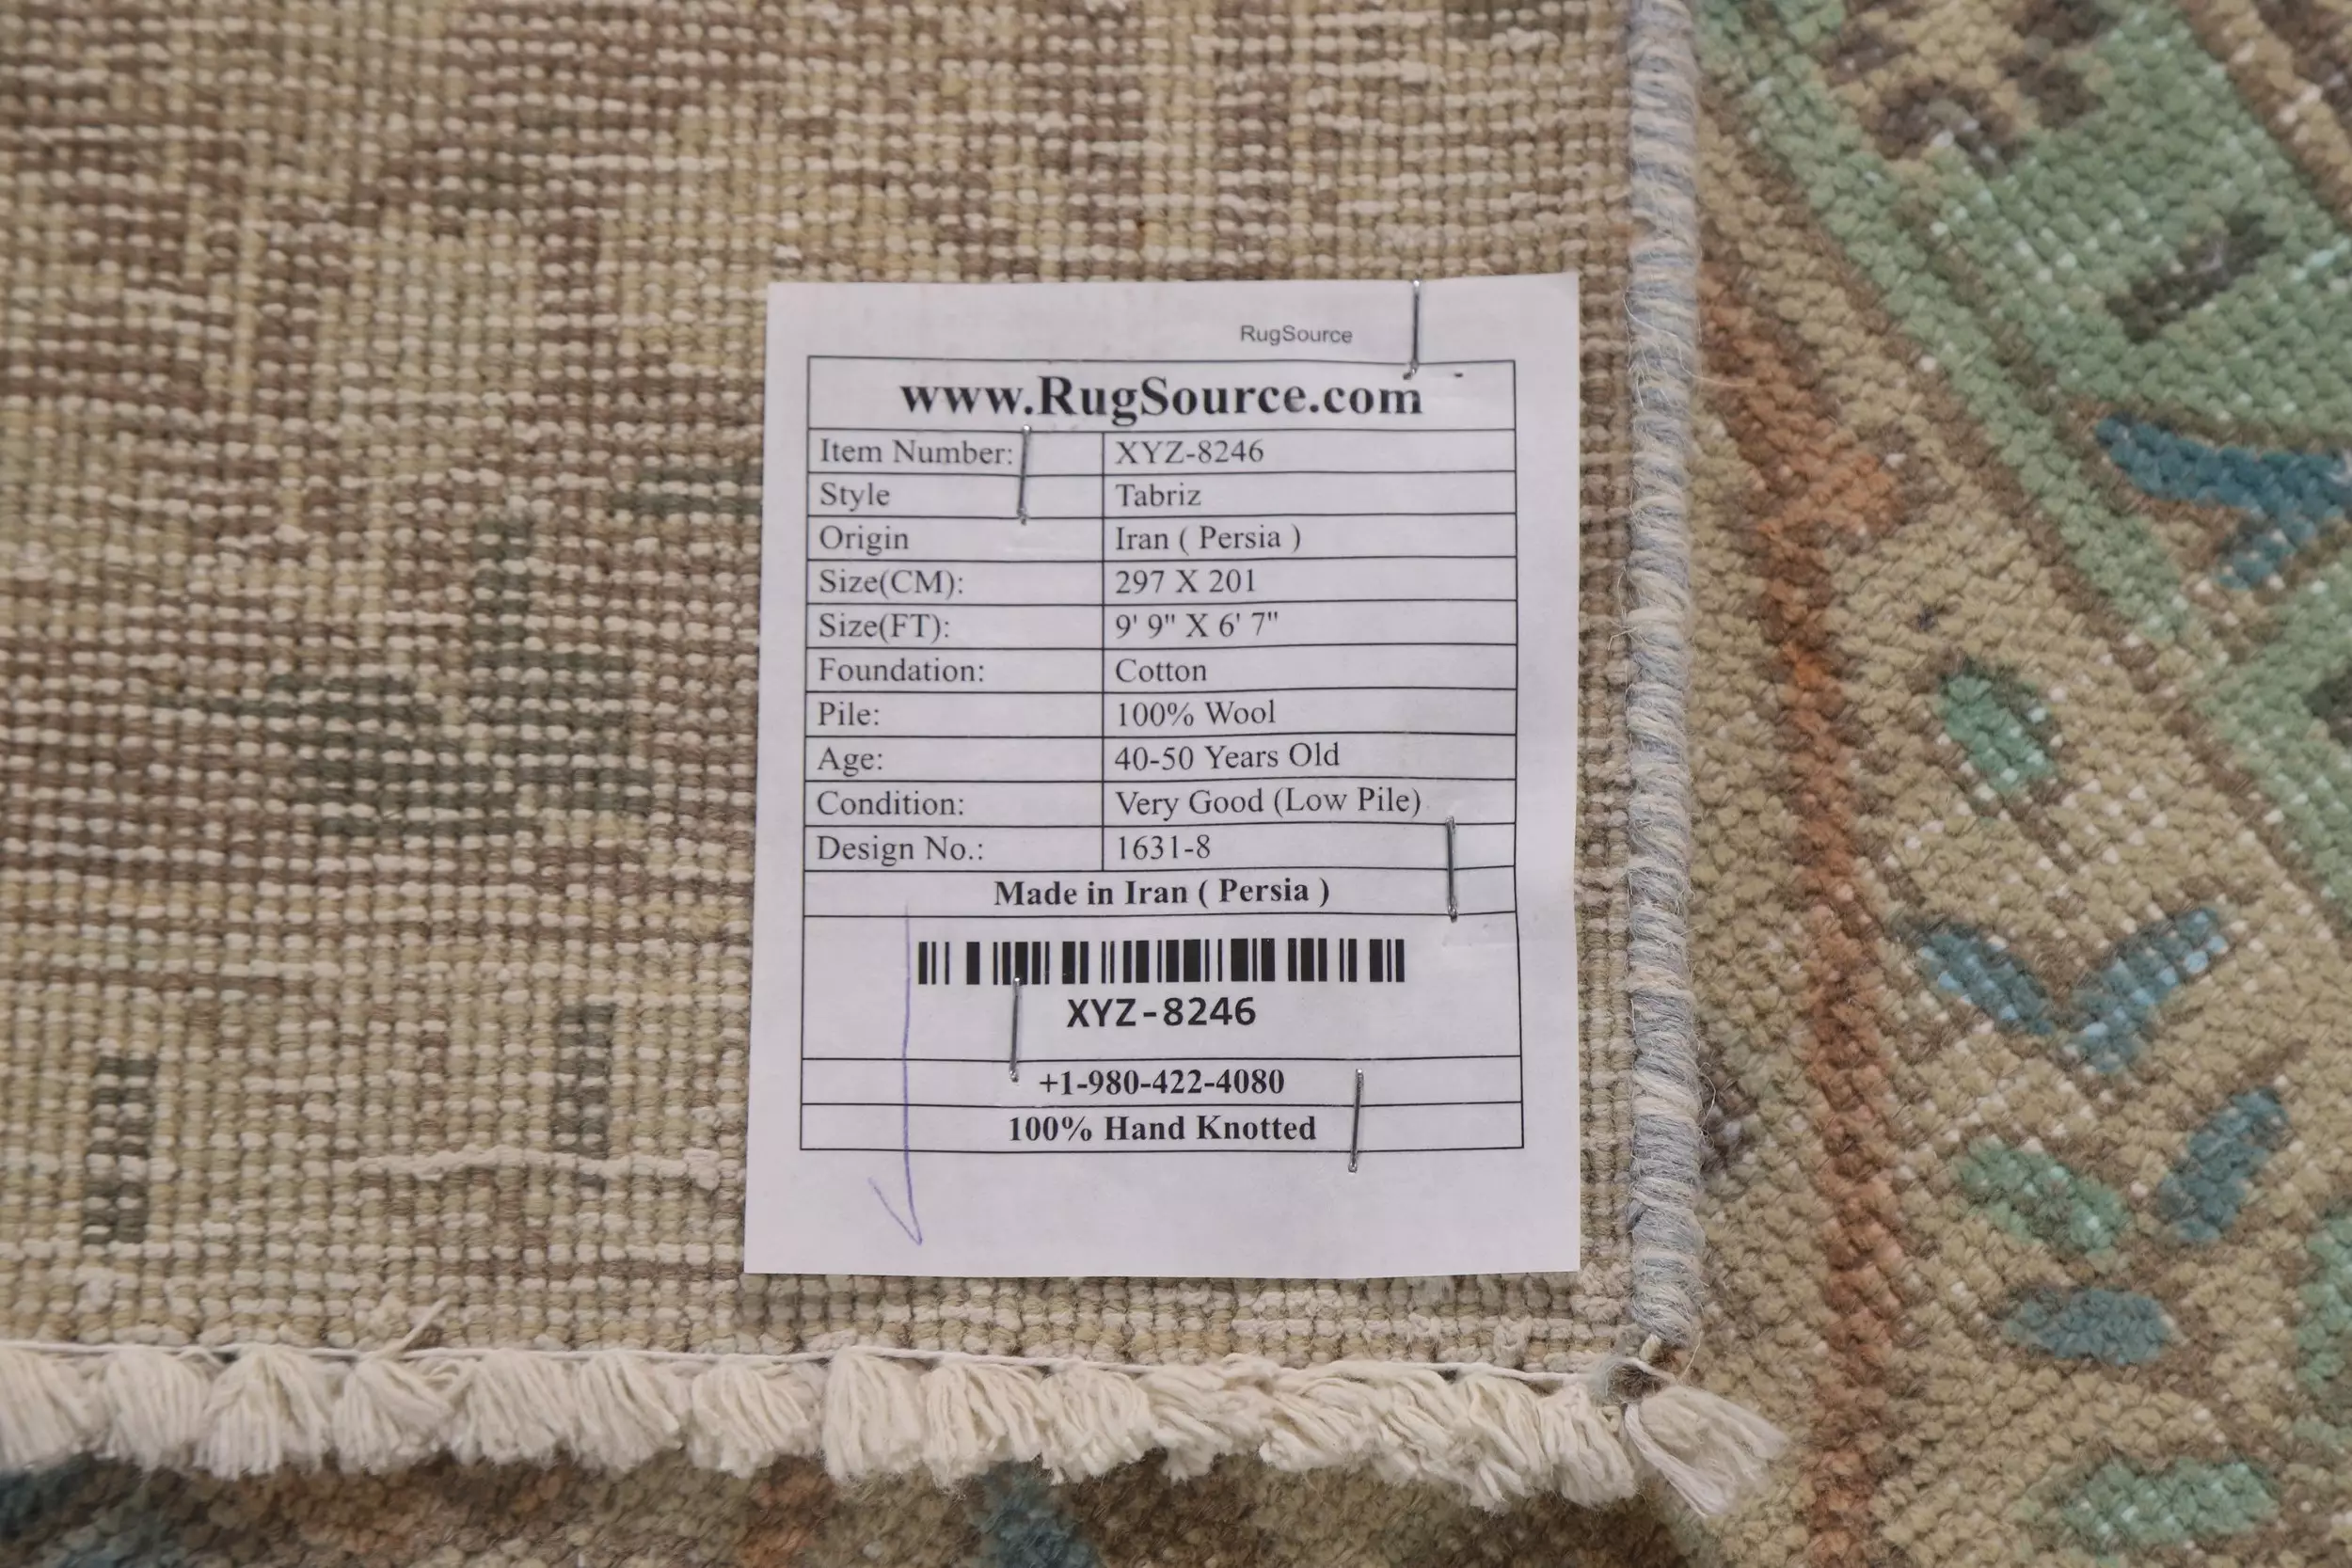 RugSource
www.RugSource.com
Item Number: XYZ-8246
Style Tabriz
Origin Iran ( Persia )
Size(CM): 297 X 201
Size(FT): 9' 9" X 6' 7"
Foundation: Cotton
Pile: 100% Wool
Age: 40-50 Years Old
Condition: Very Good (Low Pile)
Design No.: 1631-8
Made in Iran ( Persia )
XYZ-8246
+1-980-422-4080
100% Hand Knotted